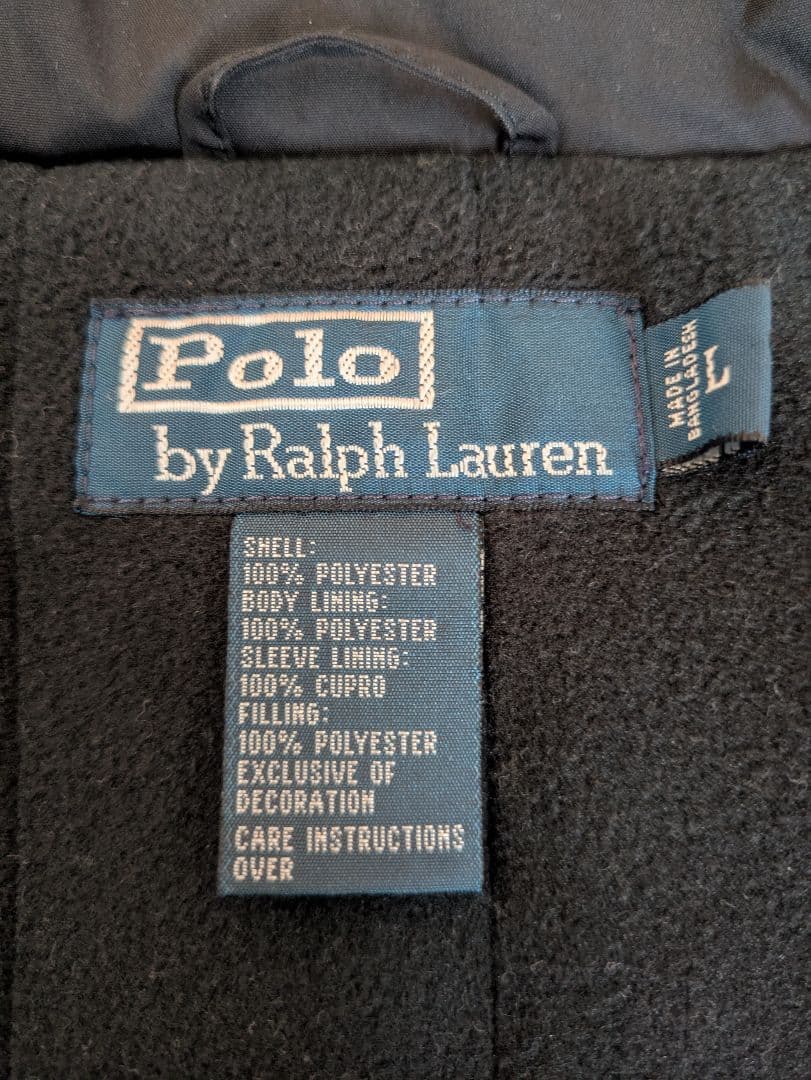 Polo
by Ralph Lauren
MADE IN
BANGLADESH
L
SHELL:
100% POLYESTER
BODY LINING:
100% POLYESTER
SLEEVE LINING:
100% CUPRO
FILLING:
100% POLYESTER
EXCLUSIVE OF
DECORATION
CARE INSTRUCTIONS
OVER